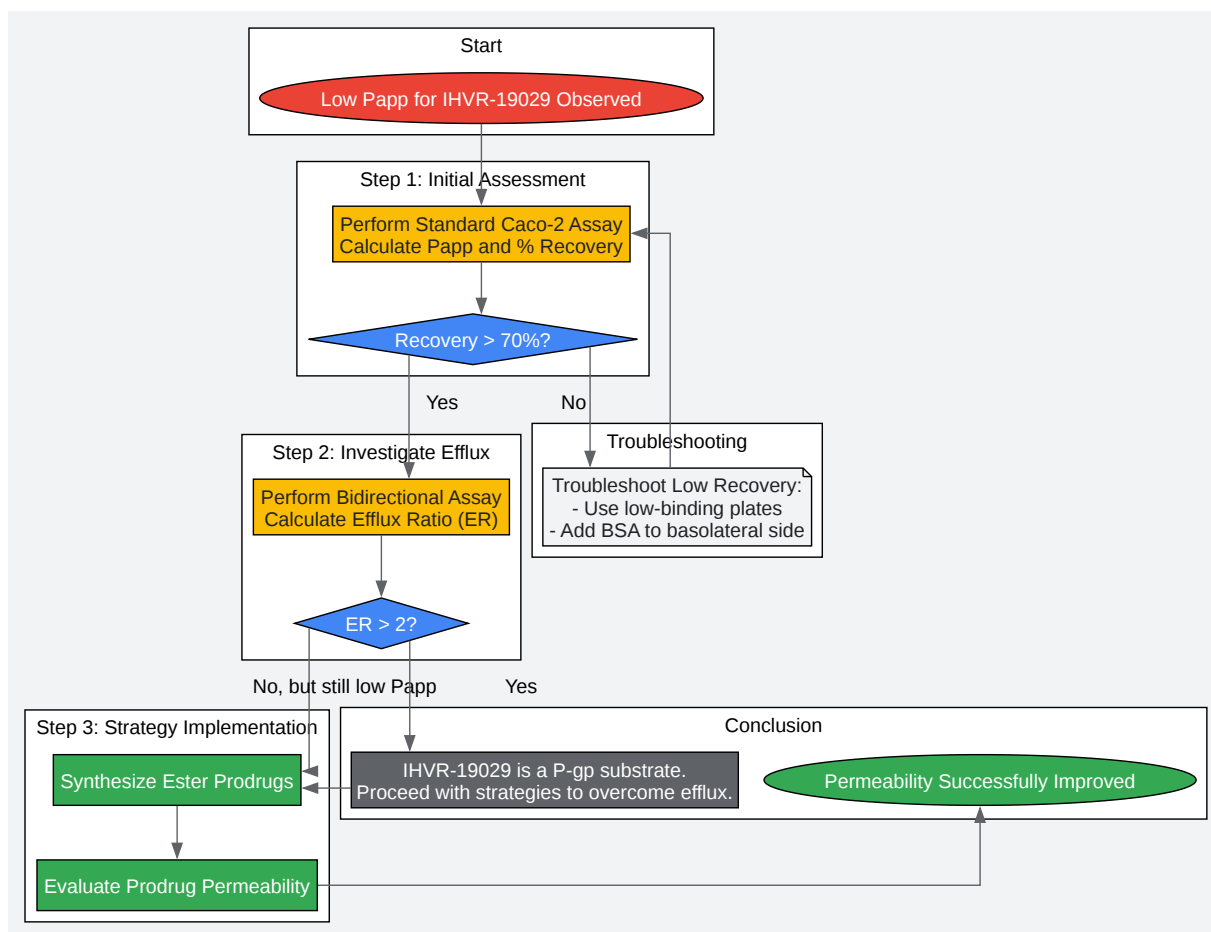 Start
Low Papp for IHVR-19029 Observed
Step 1: Initial Assessment
Perform Standard Caco-2 Assay
Calculate Papp and % Recovery
Recovery > 70%?
Yes
No
Step 2: Investigate Efflux
Perform Bidirectional Assay
Calculate Efflux Ratio (ER)
Troubleshooting
Troubleshoot Low Recovery:
- Use low-binding plates
- Add BSA to basolateral side
ER > 2?
No, but still low Papp
Yes
Step 3: Strategy Implementation
Synthesize Ester Prodrugs
Evaluate Prodrug Permeability
Conclusion
IHVR-19029 is a P-gp substrate.
Proceed with strategies to overcome efflux.
Permeability Successfully Improved